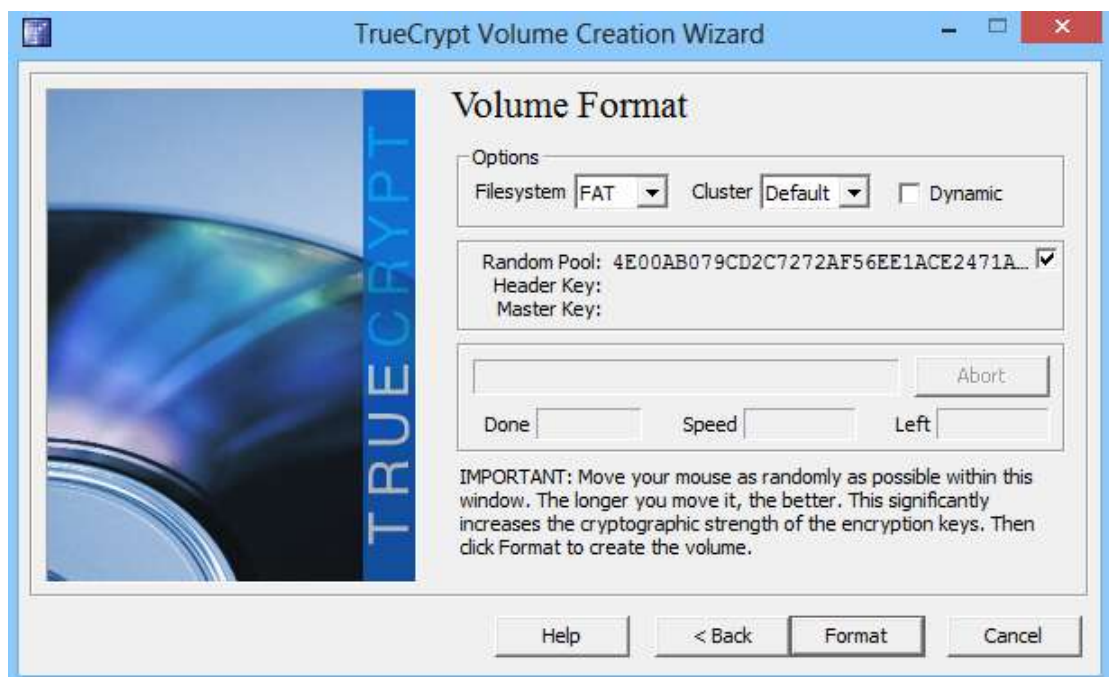 TrueCrypt Volume Creation Wizard
TRUECRYPT
Volume Format
Options
Filesystem FAT Cluster Default Dynamic
Random Pool: 4E00AB079CD2C7272AF56EE1ACE2471A...
Header Key:
Master Key:
Abort
Done Speed Left
IMPORTANT: Move your mouse as randomly as possible within this
window. The longer you move it, the better. This significantly
increases the cryptographic strength of the encryption keys. Then
click Format to create the volume.
Help < Back Format Cancel